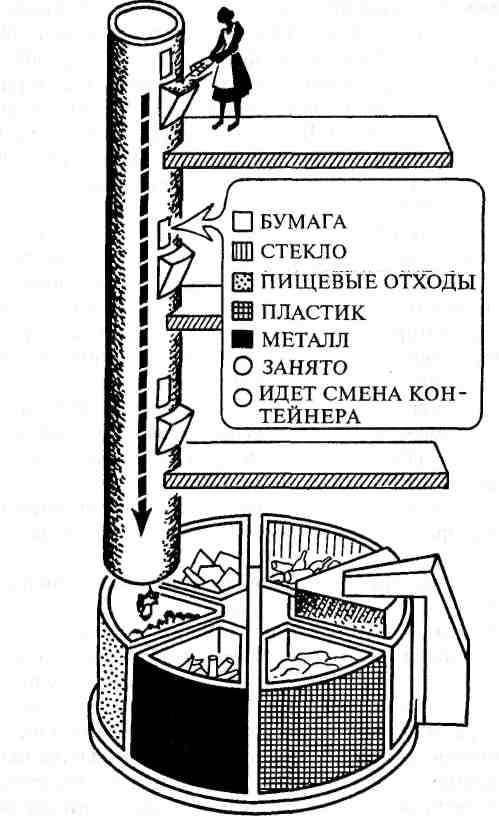 БУМАГА
СТЕКЛО
ПИЩЕВЫЕ ОТХОДЫ
ПЛАСТИК
МЕТАЛЛ
ЗАНЯТО
ИДЕТ СМЕНА КОН-
ТЕЙНЕРА